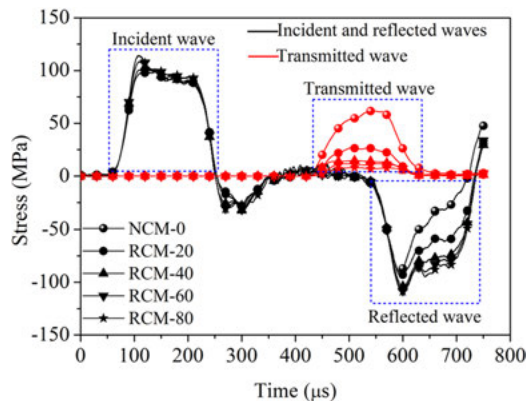 Incident and reflected waves
Transmitted wave
Incident wave
Transmitted wave
Reflected wave
NCM-0
RCM-20
RCM-40
RCM-60
RCM-80
Stress (MPa)
150
100
50
0
-50
-100
-150
0 100 200 300 400 500 600 700 800
Time (μs)